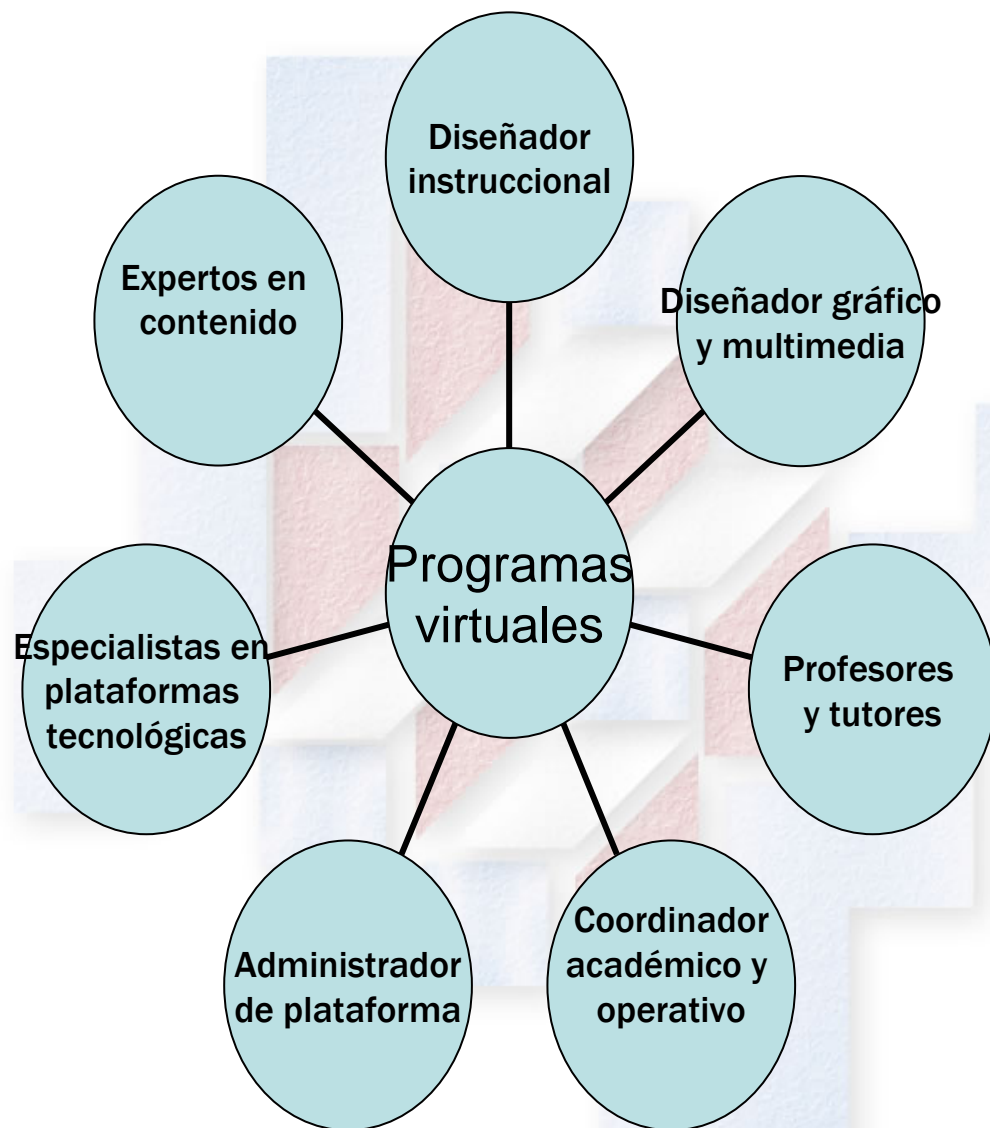 Diseñador
instruccional
Expertos en
contenido
Diseñador gráfico
y multimedia
Programas
virtuales
Especialistas en
plataformas
tecnológicas
Profesores
y tutores
Administrador
de plataforma
Coordinador
académico y
operativo